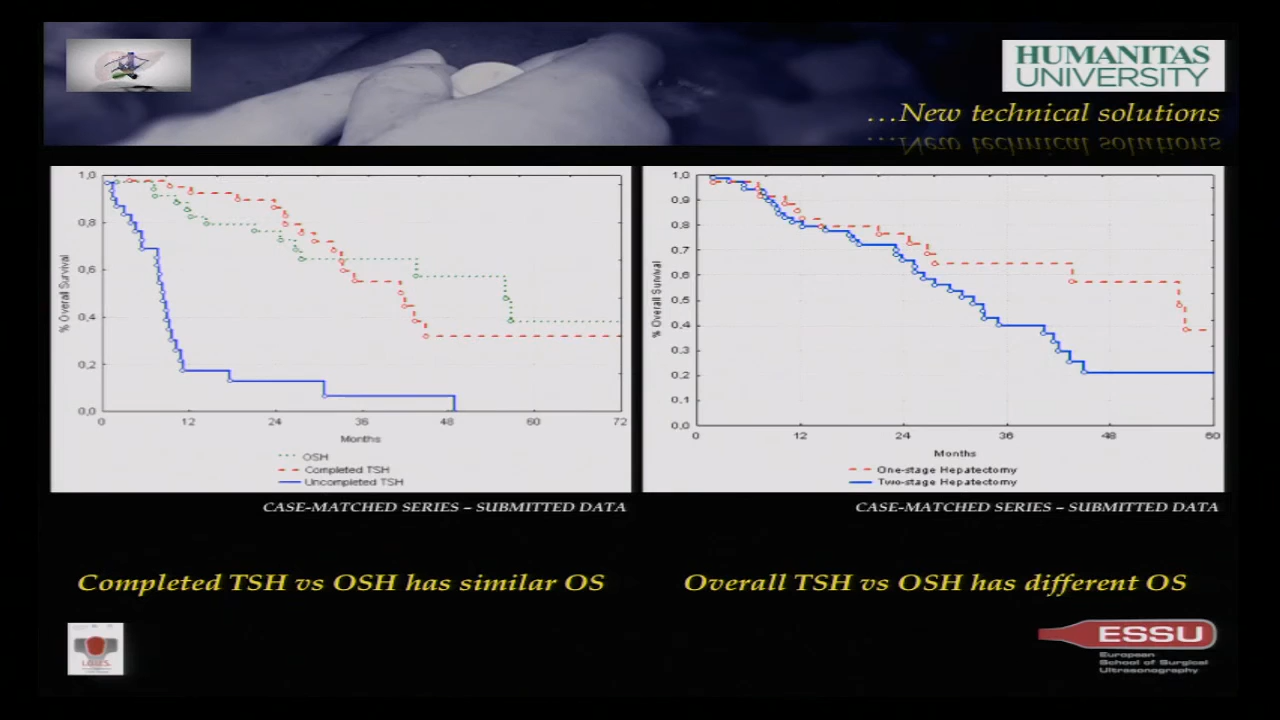 HUMANITAS
UNIVERSITY
...New technical solutions
1,0
0,8
0,6
0,4
0,2
0,0
% Overall Survival
0 12 24 36 48 60 72
Months
OSH
Completed TSH
Uncompleted TSH
CASE-MATCHED SERIES – SUBMITTED DATA
Completed TSH vs OSH has similar OS
1,0
0,9
0,8
0,7
0,6
0,5
0,4
0,3
0,2
0,1
0,0
% Overall Survival
0 12 24 36 48 60
Months
One-stage Hepatectomy
Two-stage Hepatectomy
CASE-MATCHED SERIES – SUBMITTED DATA
Overall TSH vs OSH has different OS
ESSU
European
School of Surgical
Ultrasonography